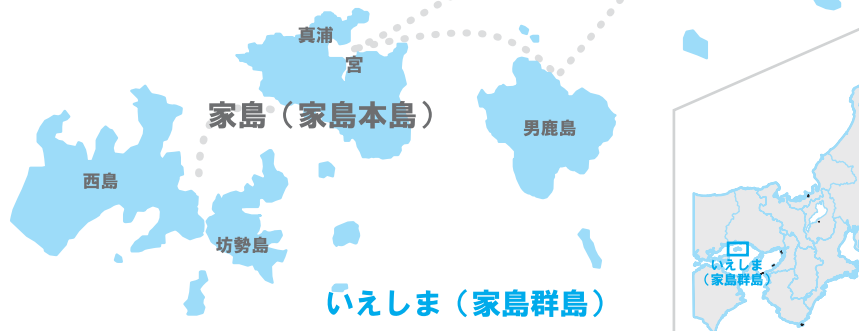 真浦
宮
家島（家島本島）
男鹿島
西島
坊勢島
いえしま（家島群島）
いえしま
（家島群島）